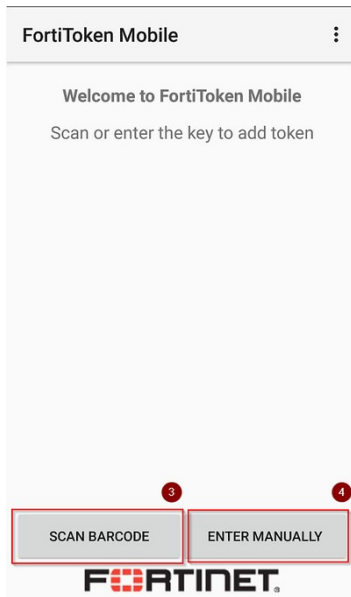 FortiToken Mobile
Welcome to FortiToken Mobile
Scan or enter the key to add token
3
4
SCAN BARCODE
ENTER MANUALLY
FORTINET®